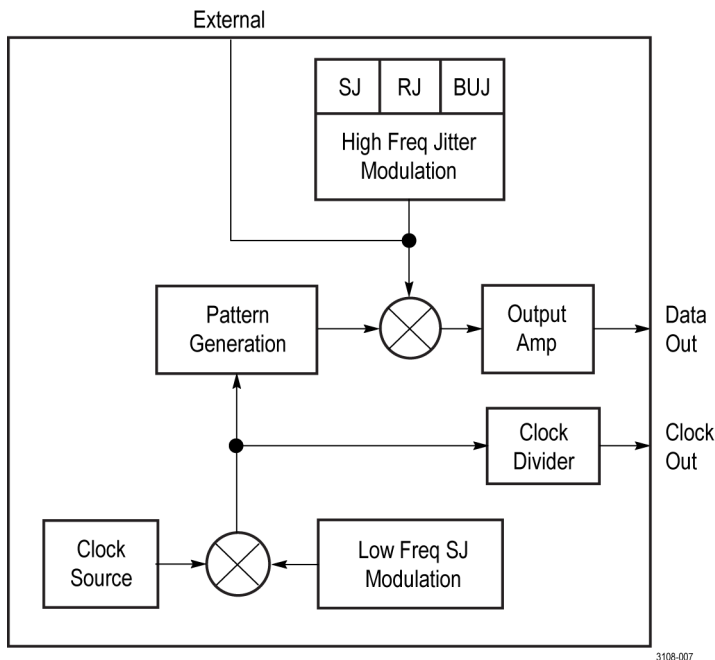 External
SJ
RJ
BUJ
High Freq Jitter
Modulation
Pattern
Generation
Output
Amp
Data
Out
Clock
Divider
Clock
Out
Clock
Source
Low Freq SJ
Modulation
3108-007